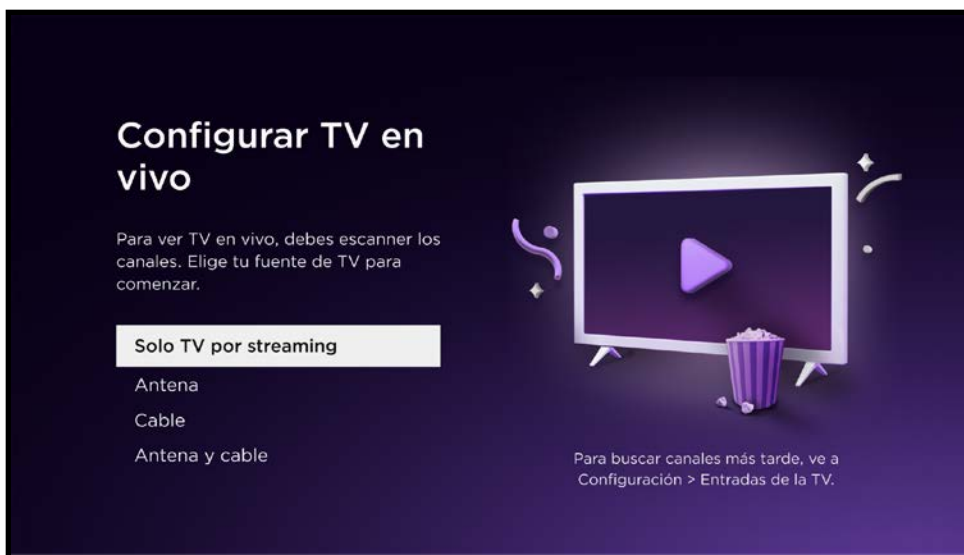 Configurar TV en
vivo
Para ver TV en vivo, debes escanner los
canales. Elige tu fuente de TV para
comenzar.
Solo TV por streaming
Antena
Cable
Antena y cable
Para buscar canales más tarde, ve a
Configuración > Entradas de la TV.